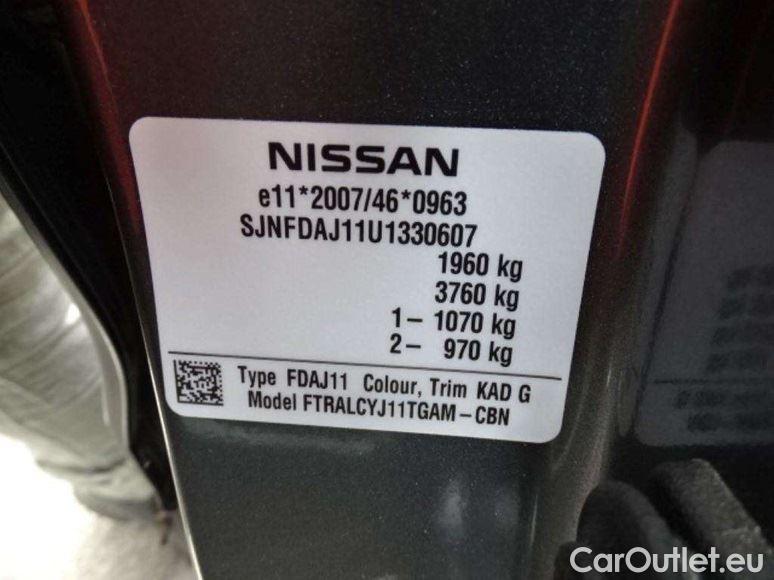 NISSAN
e11*2007/46*0963
SJNFDAJ11U1330607
1960 kg
3760 kg
1– 1070 kg
2– 970 kg
Type FDAJ11 Colour, Trim KAD G
Model FTRALCYJ11TGAM–CBN
CarOutlet.eu